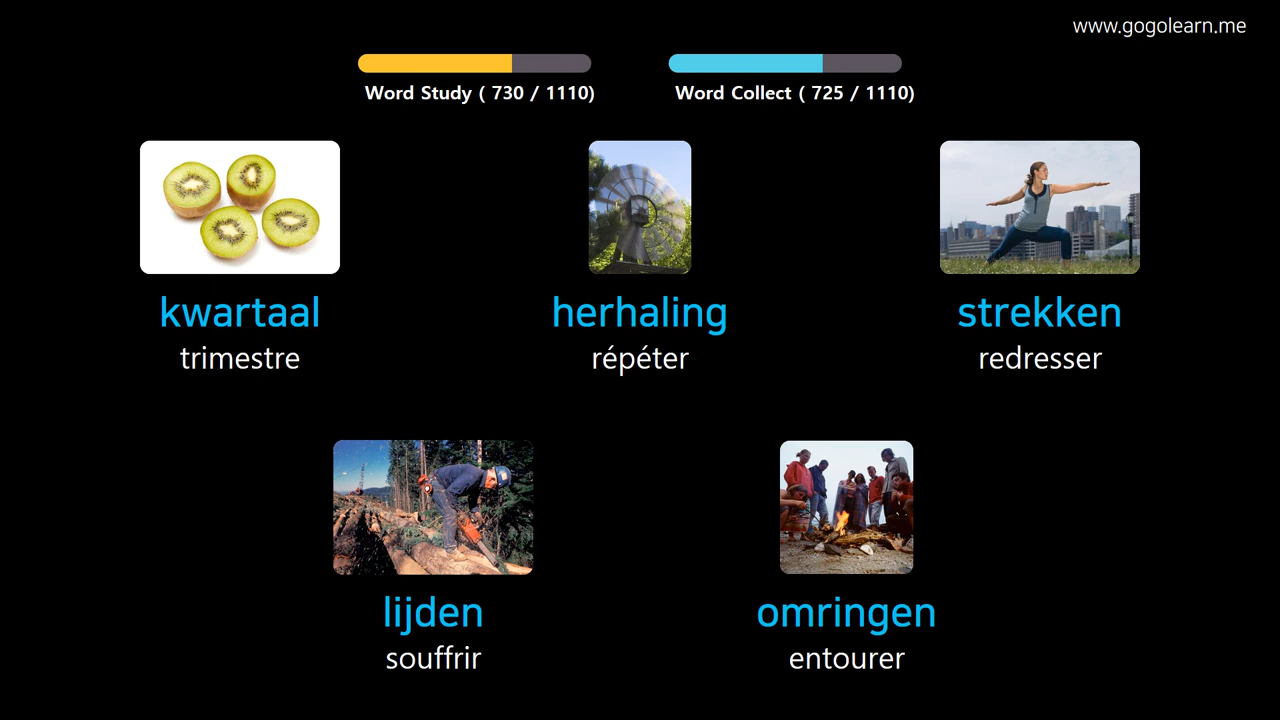 www.gogolearn.me
Word Study ( 730 / 1110)
Word Collect ( 725 / 1110)
kwartaal
trimestre
herhaling
répéter
strekken
redresser
lijden
souffrir
omringen
entourer